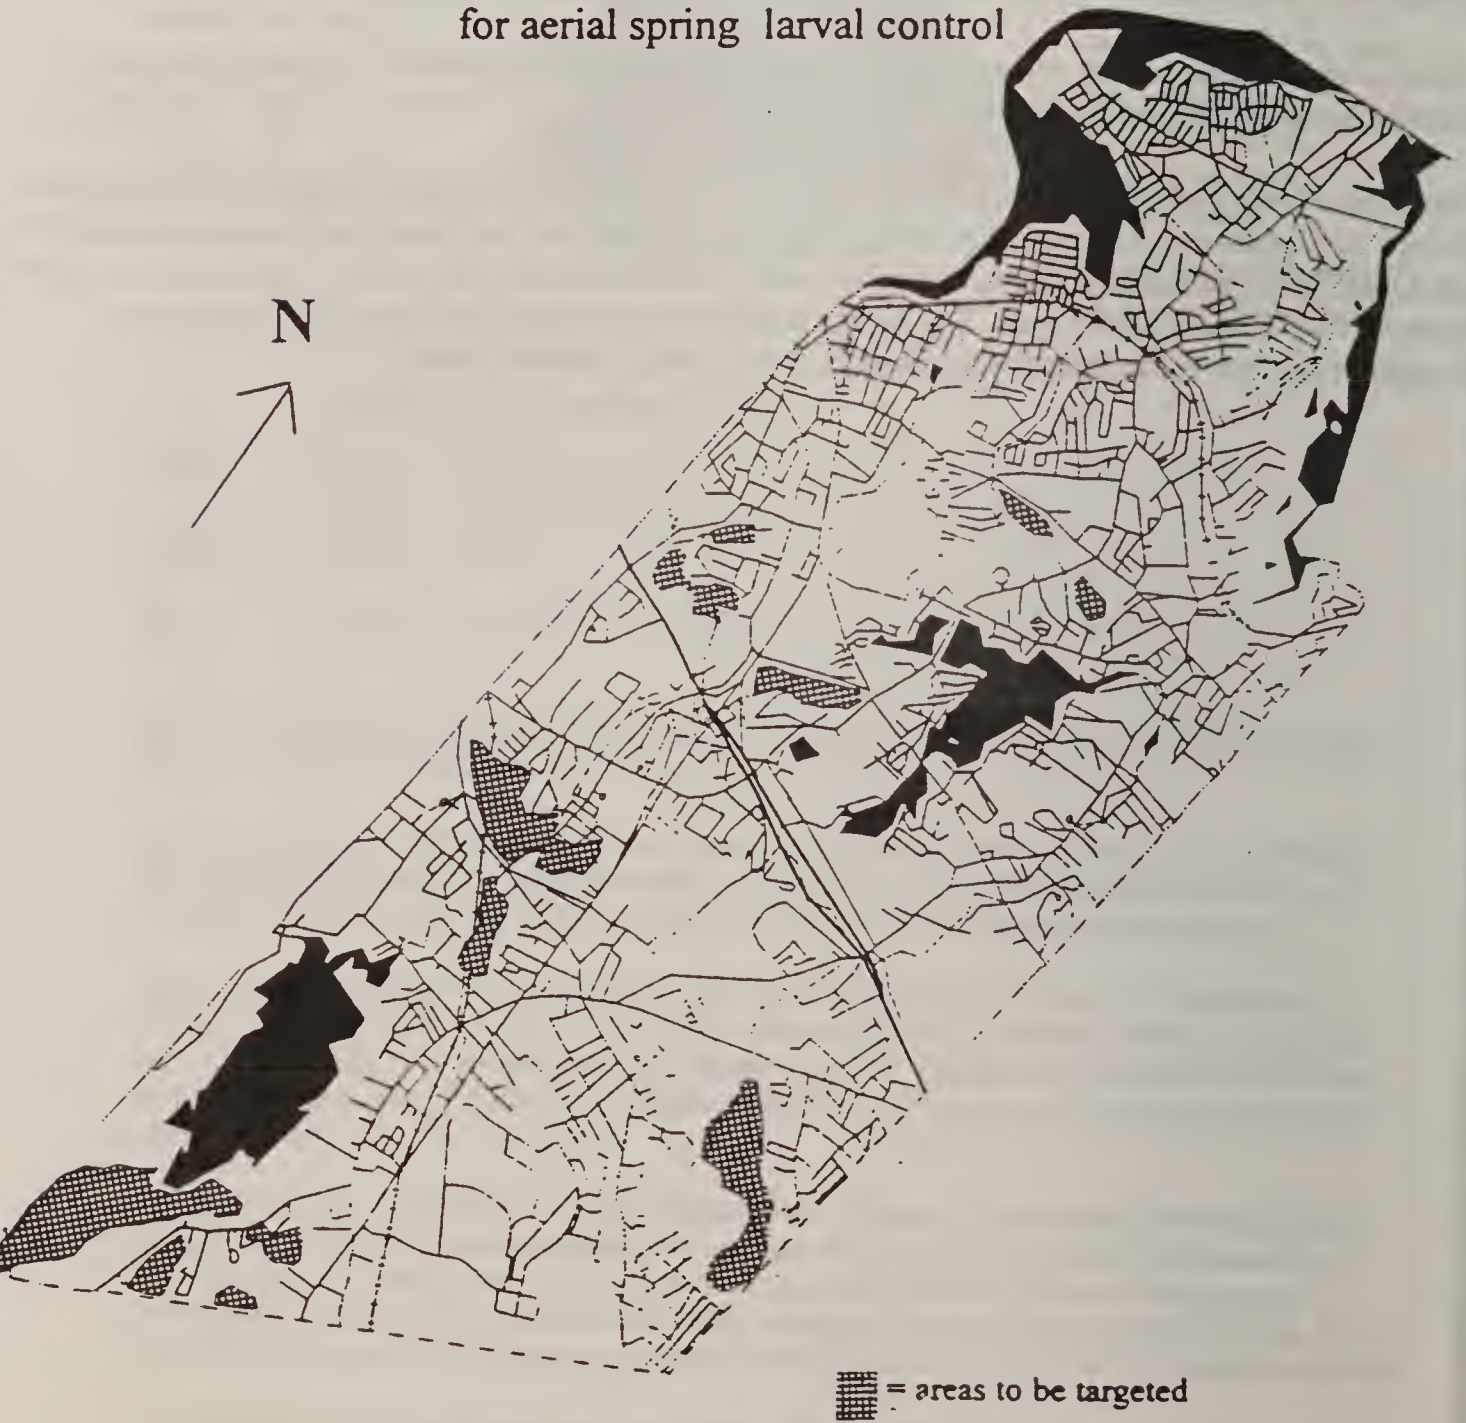 for aerial spring larval control
N
= areas to be targeted